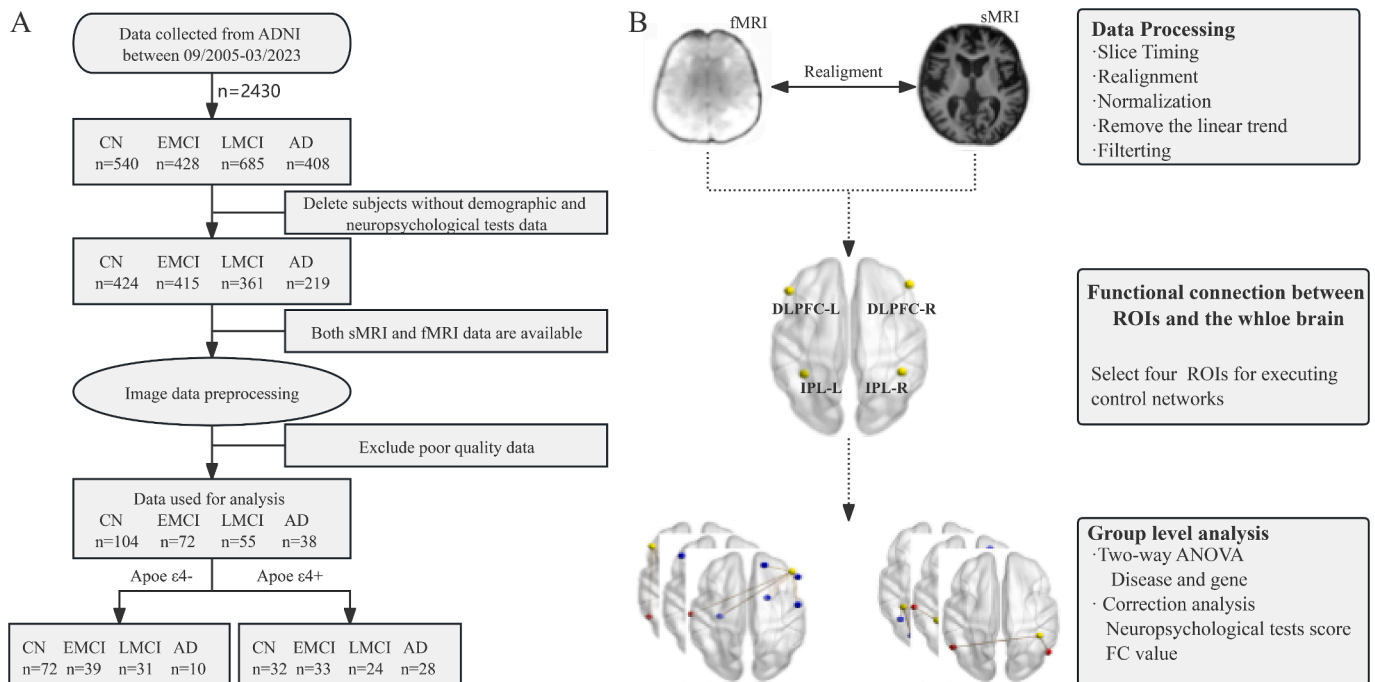 A
Data collected from ADNI
between 09/2005-03/2023
n=2430
CN EMCI LMCI AD
n=540 n=428 n=685 n=408
Delete subjects without demographic and
neuropsychological tests data
CN EMCI LMCI AD
n=424 n=415 n=361 n=219
Both sMRI and fMRI data are available
Image data preprocessing
Exclude poor quality data
Data used for analysis
CN EMCI LMCI AD
n=104 n=72 n=55 n=38
Apoe ε4- Apoe ε4+
CN EMCI LMCI AD
n=72 n=39 n=31 n=10
CN EMCI LMCI AD
n=32 n=33 n=24 n=28
B
fMRI
sMRI
Realigment
DLPFC-L DLPFC-R
IPL-L IPL-R
Data Processing
·Slice Timing
·Realignment
·Normalization
·Remove the linear trend
·Filterting
Functional connection between
ROIs and the whloe brain
Select four ROIs for executing
control networks
Group level analysis
·Two-way ANOVA
Disease and gene
· Correction analysis
Neuropsychological tests score
FC value